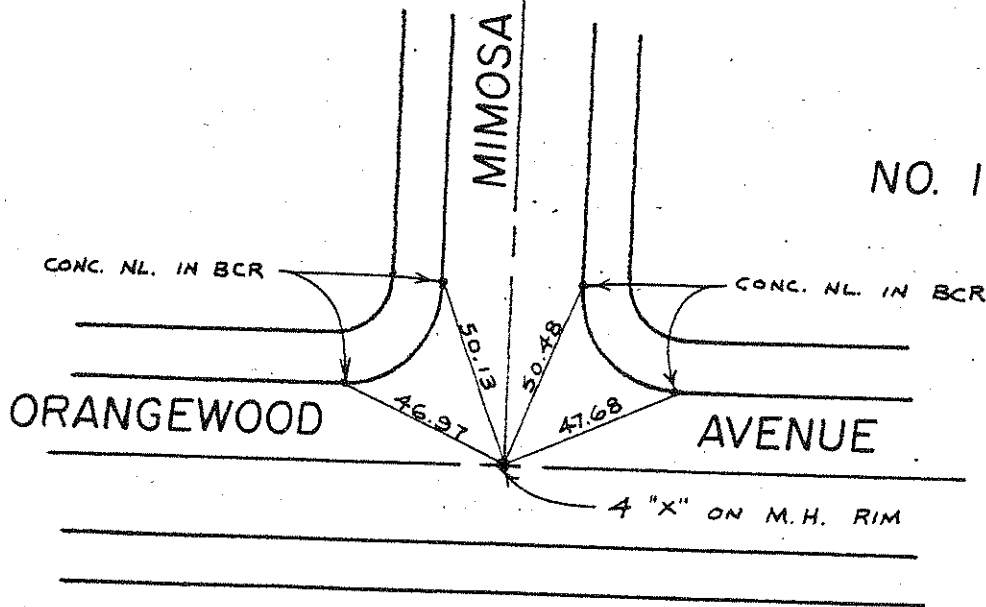 MIMOSA
NO. 1
CONC. NL. IN BCR
CONC. NL. IN BCR
50.13
50.48
46.97
47.68
ORANGEWOOD
AVENUE
4 "X" ON M.H. RIM